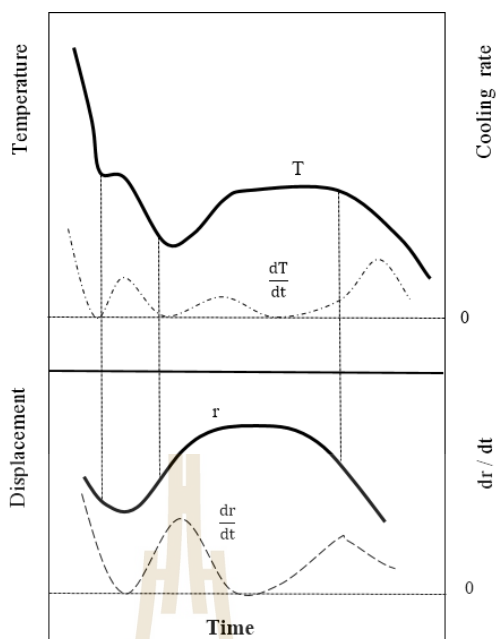 Temperature
Cooling rate
T
dT
dt
0
Displacement
dr / dt
r
dr
dt
0
Time